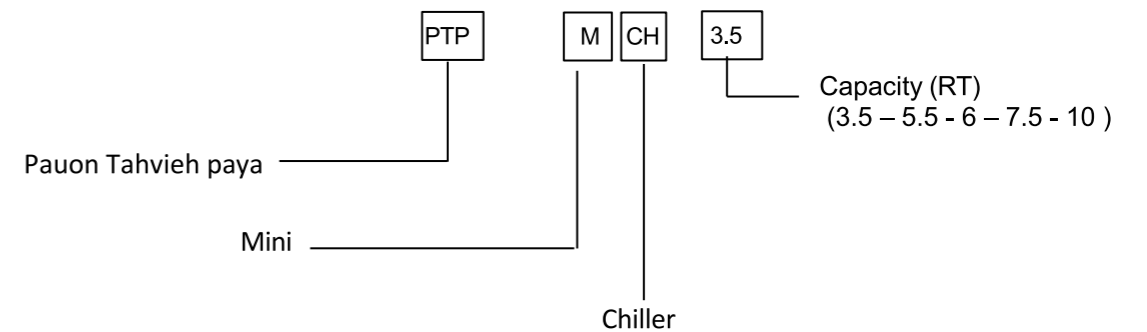 PTP M CH 3.5
Capacity (RT)
(3.5 – 5.5 - 6 – 7.5 - 10 )
Pauon Tahvieh paya
Mini
Chiller